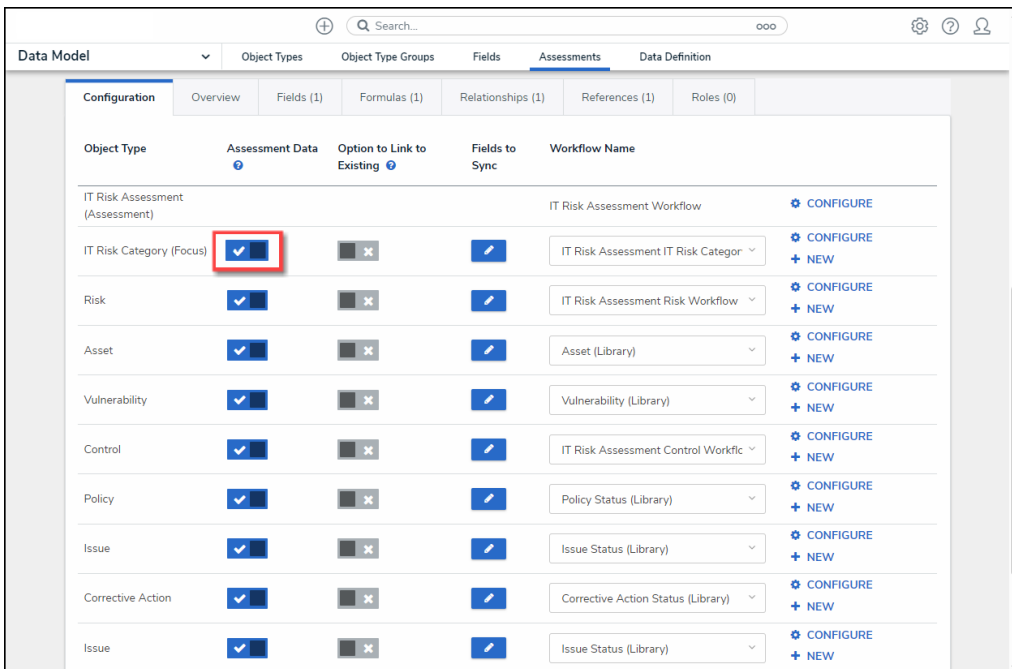 Search...
ooo
Data Model
Object Types
Object Type Groups
Fields
Assessments
Data Definition
Configuration
Overview
Fields (1)
Formulas (1)
Relationships (1)
References (1)
Roles (0)
Object Type
Assessment Data
Option to Link to
Existing
Fields to
Sync
Workflow Name
IT Risk Assessment
(Assessment)
IT Risk Assessment Workflow
CONFIGURE
IT Risk Category (Focus)
IT Risk Assessment IT Risk Categor
CONFIGURE
+ NEW
Risk
IT Risk Assessment Risk Workflow
CONFIGURE
+ NEW
Asset
Asset (Library)
CONFIGURE
+ NEW
Vulnerability
Vulnerability (Library)
CONFIGURE
+ NEW
Control
IT Risk Assessment Control Workflc
CONFIGURE
+ NEW
Policy
Policy Status (Library)
CONFIGURE
+ NEW
Issue
Issue Status (Library)
CONFIGURE
+ NEW
Corrective Action
Corrective Action Status (Library)
CONFIGURE
+ NEW
Issue
Issue Status (Library)
CONFIGURE
+ NEW